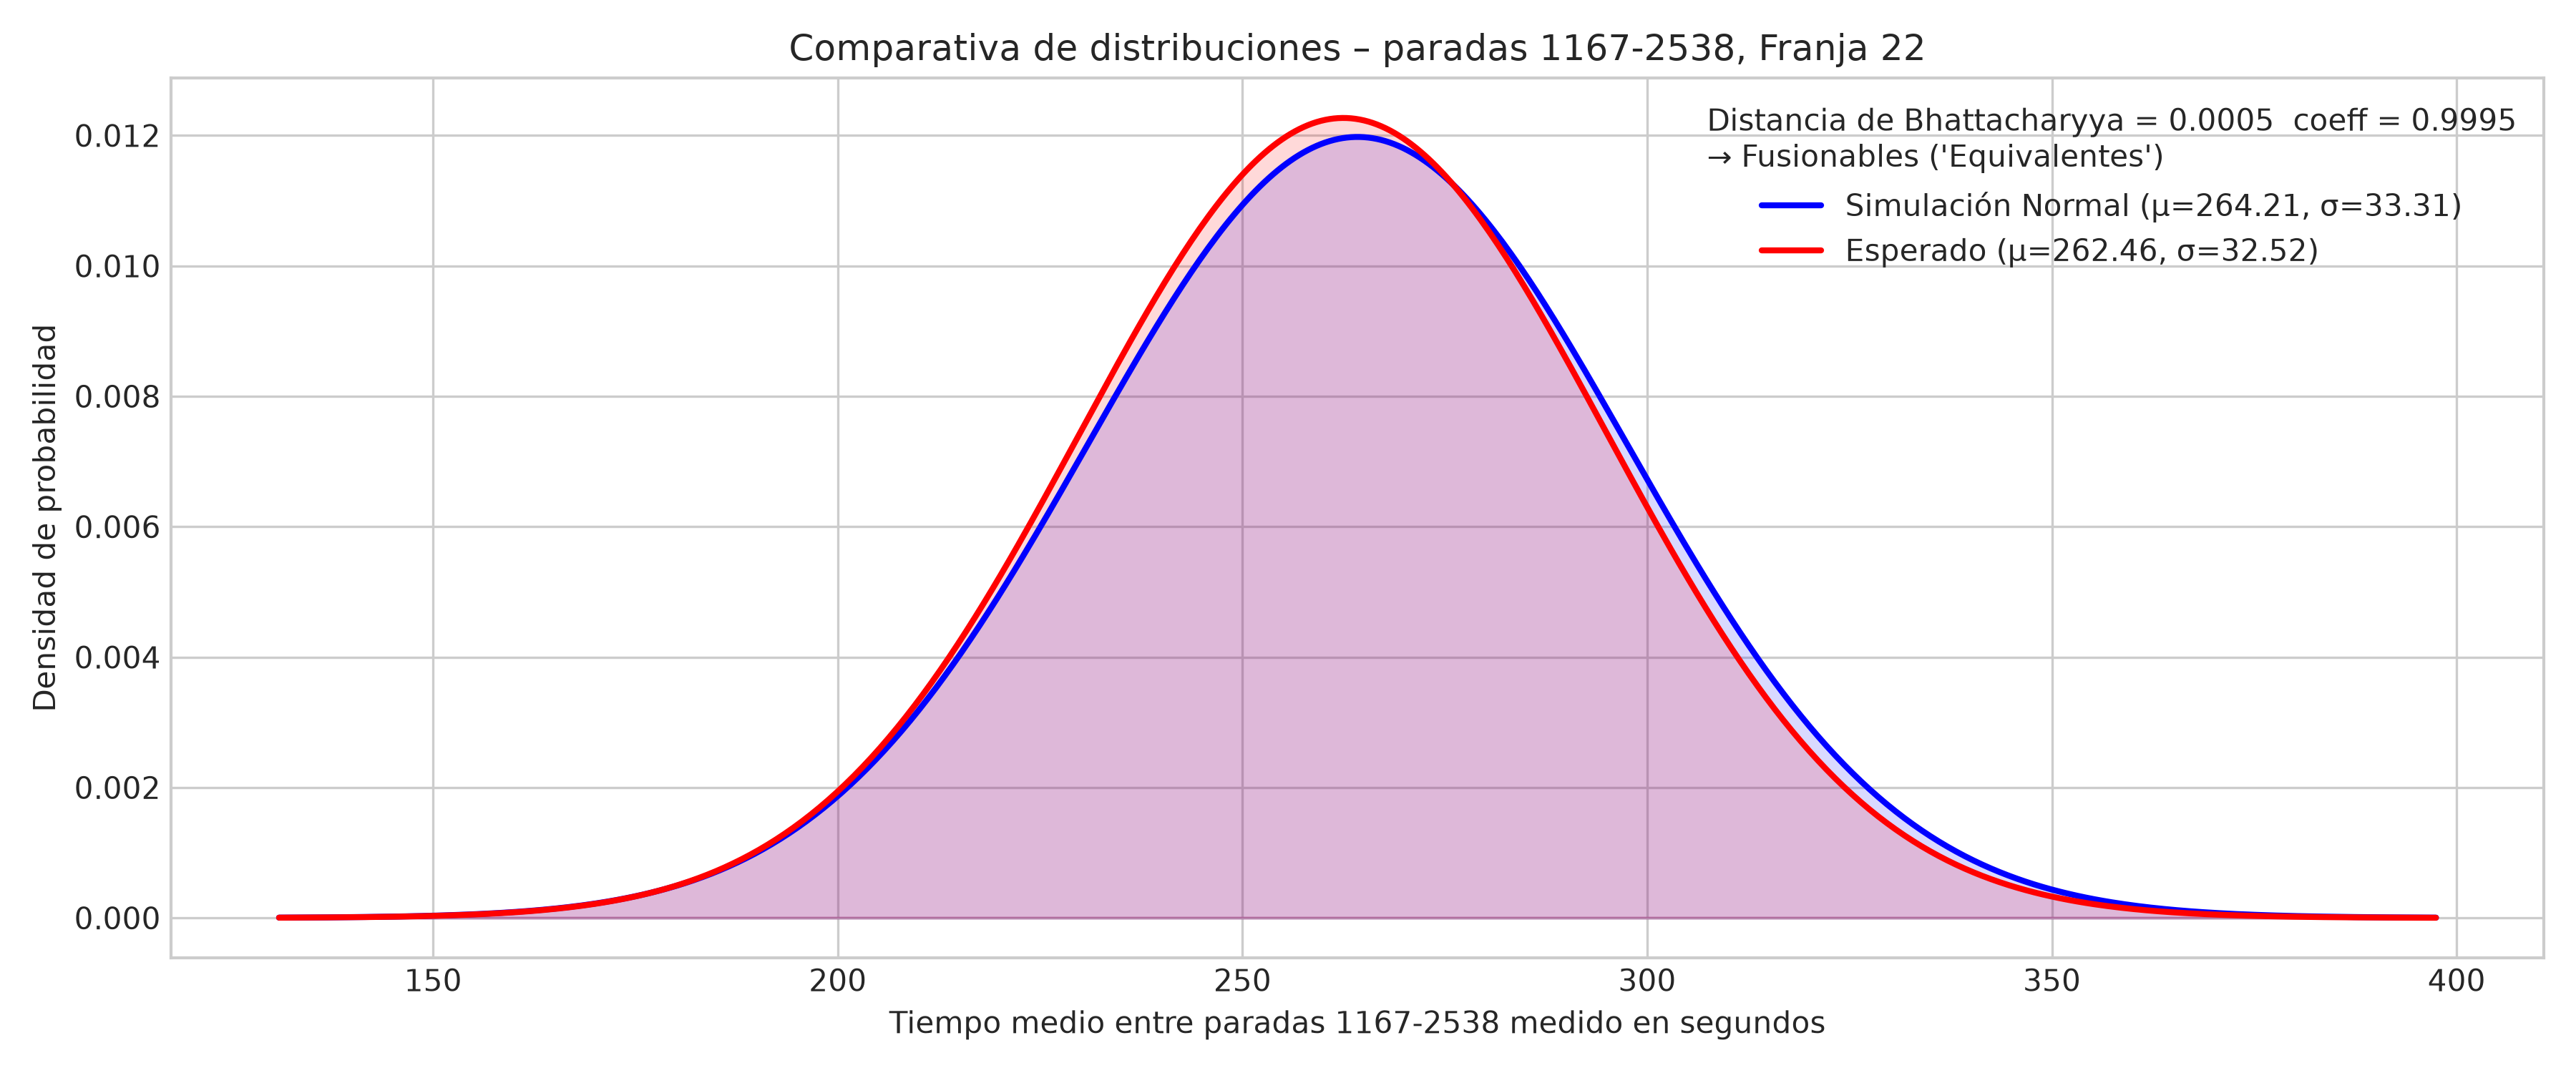 Comparativa de distribuciones – paradas 1167-2538, Franja 22
Distancia de Bhattacharyya = 0.0005  coeff = 0.9995
→ Fusionables ('Equivalentes')
Simulación Normal (μ=264.21, σ=33.31)
Esperado (μ=262.46, σ=32.52)
Densidad de probabilidad
0.012
0.010
0.008
0.006
0.004
0.002
0.000
150 200 250 300 350 400
Tiempo medio entre paradas 1167-2538 medido en segundos